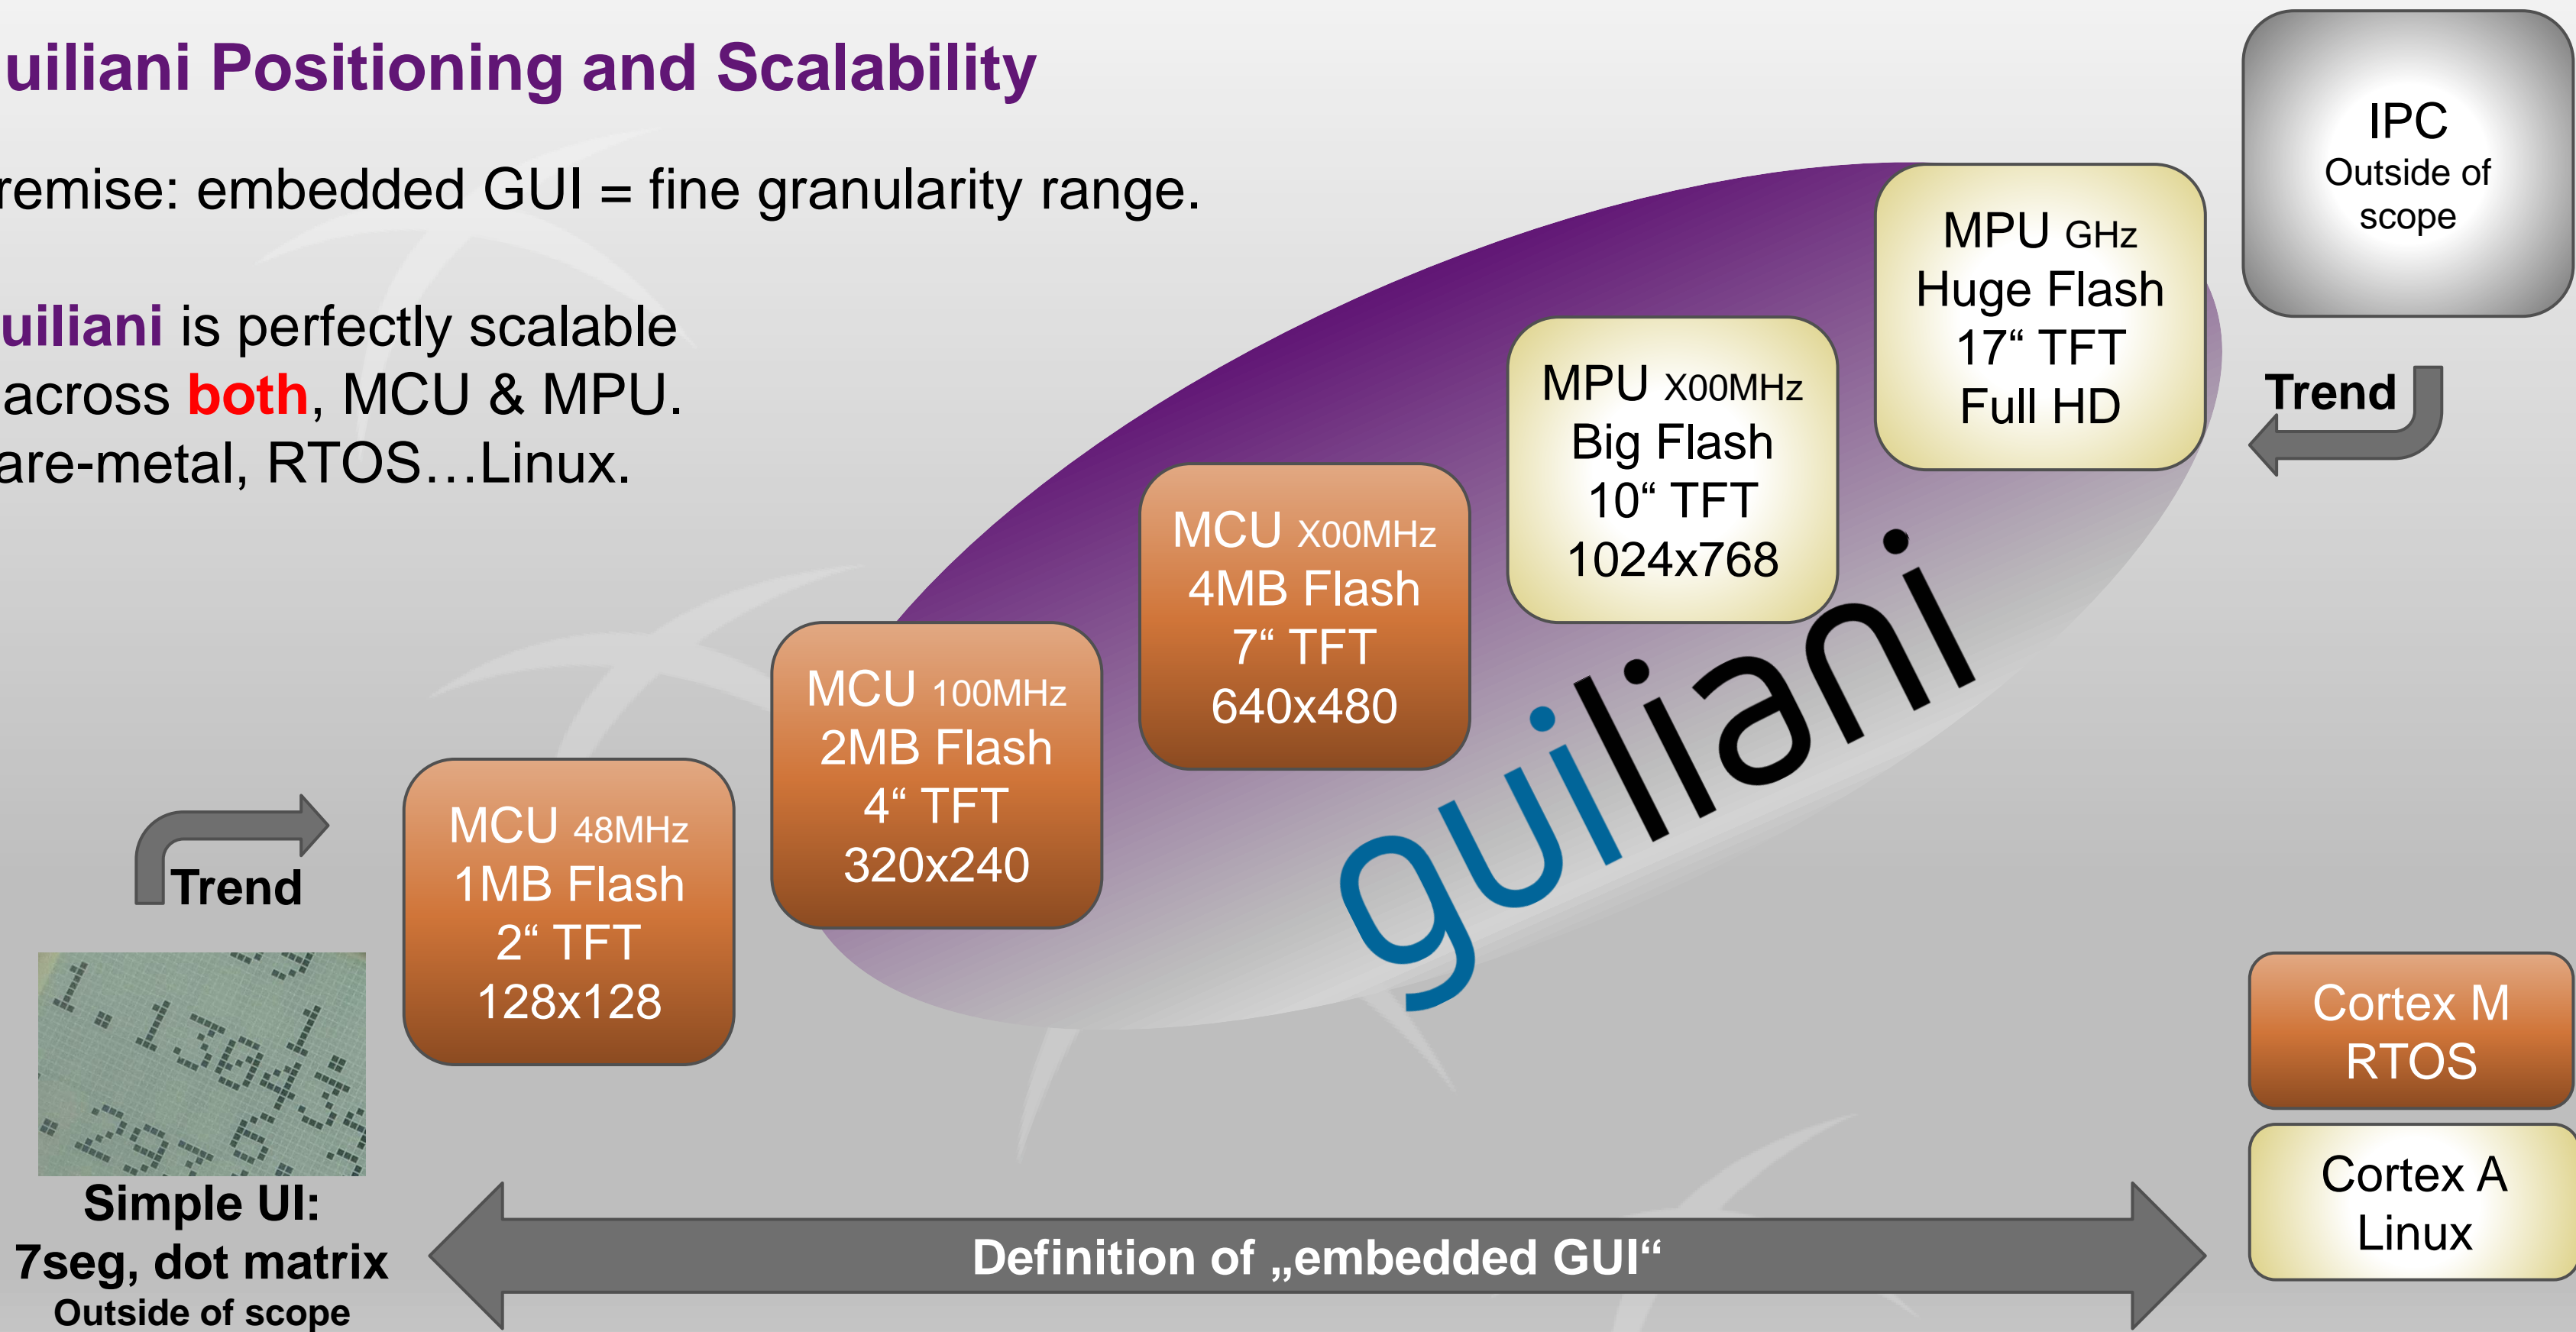 uiliani Positioning and Scalability
remise: embedded GUI = fine granularity range.
uiliani is perfectly scalable
across both, MCU & MPU.
are-metal, RTOS…Linux.
IPC
Outside of
scope
Trend
MPU GHz
Huge Flash
17“ TFT
Full HD
MPU X00MHz
Big Flash
10“ TFT
1024x768
MCU X00MHz
4MB Flash
7“ TFT
640x480
MCU 100MHz
2MB Flash
4“ TFT
320x240
MCU 48MHz
1MB Flash
2“ TFT
128x128
guiliani
Trend
Simple UI:
7seg, dot matrix
Outside of scope
Definition of „embedded GUI“
Cortex M
RTOS
Cortex A
Linux